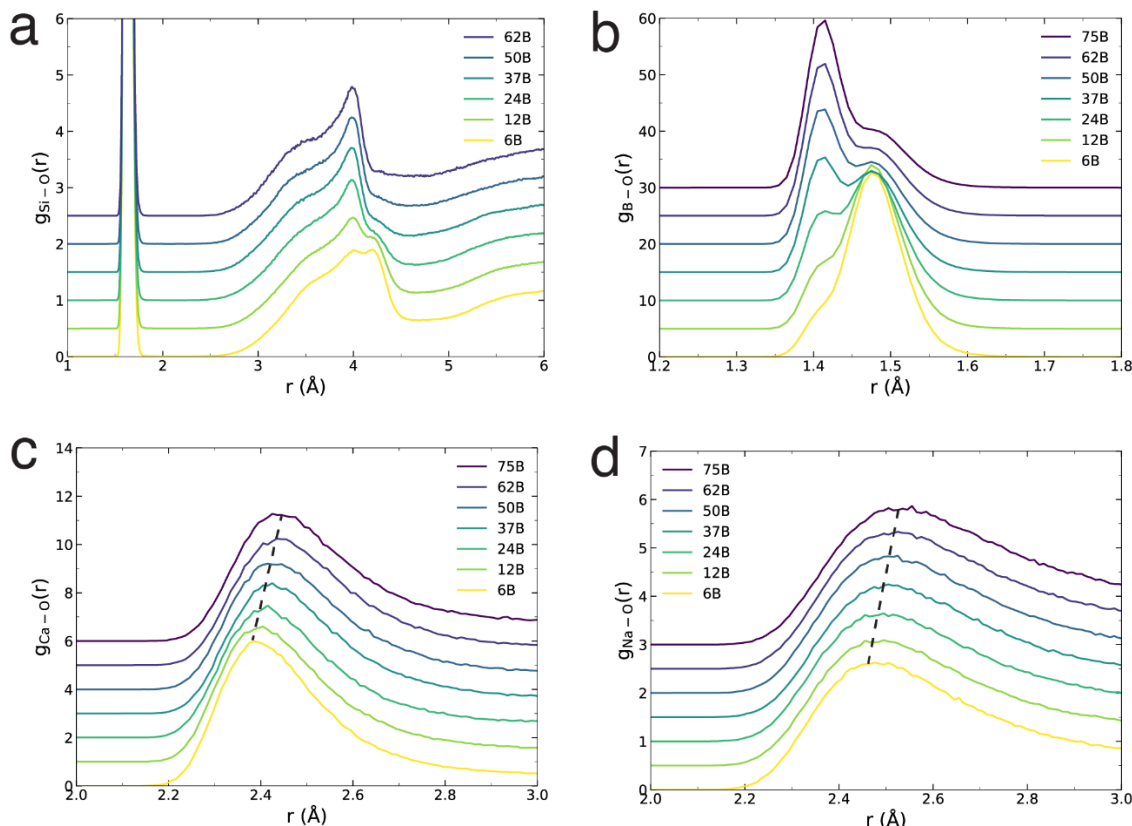 a
6
5
4
3
2
1
0
g_Si−O(r)
62B
50B
37B
24B
12B
6B
1 2 3 4 5 6
r (Å)
b
60
50
40
30
20
10
0
g_B−O(r)
75B
62B
50B
37B
24B
12B
6B
1.2 1.3 1.4 1.5 1.6 1.7 1.8
r (Å)
c
14
12
10
8
6
4
2
0
g_Ca−O(r)
75B
62B
50B
37B
24B
12B
6B
2.0 2.2 2.4 2.6 2.8 3.0
r (Å)
d
7
6
5
4
3
2
1
0
g_Na−O(r)
75B
62B
50B
37B
24B
12B
6B
2.0 2.2 2.4 2.6 2.8 3.0
r (Å)